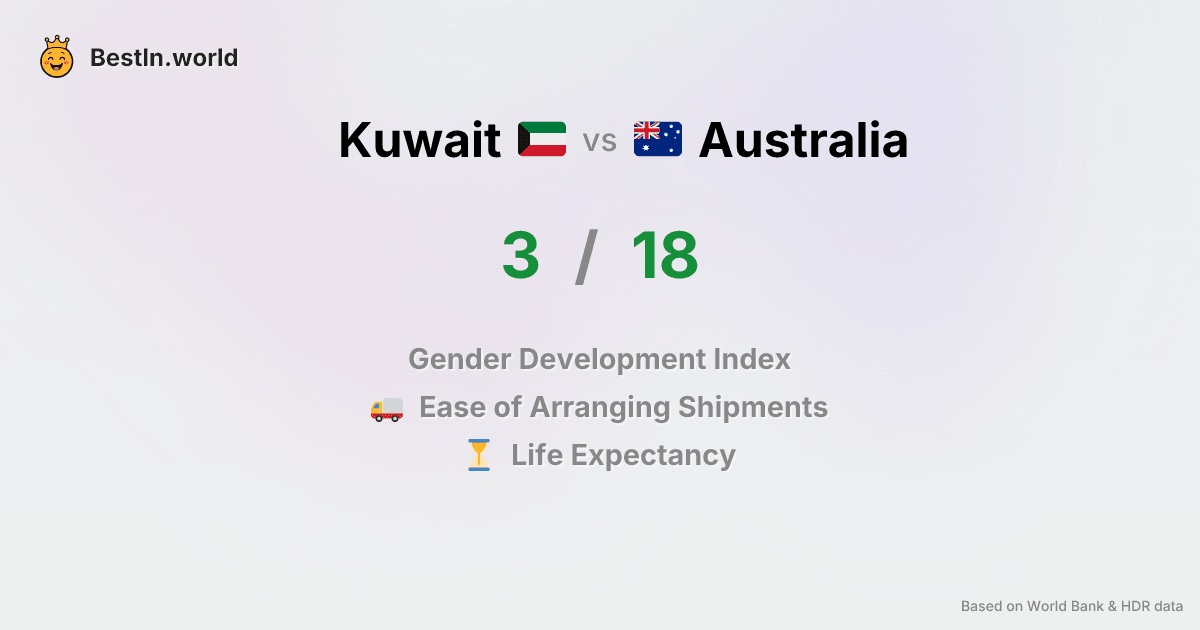 BestIn.world
Kuwait vs Australia
3 / 18
Gender Development Index
Ease of Arranging Shipments
Life Expectancy
Based on World Bank & HDR data